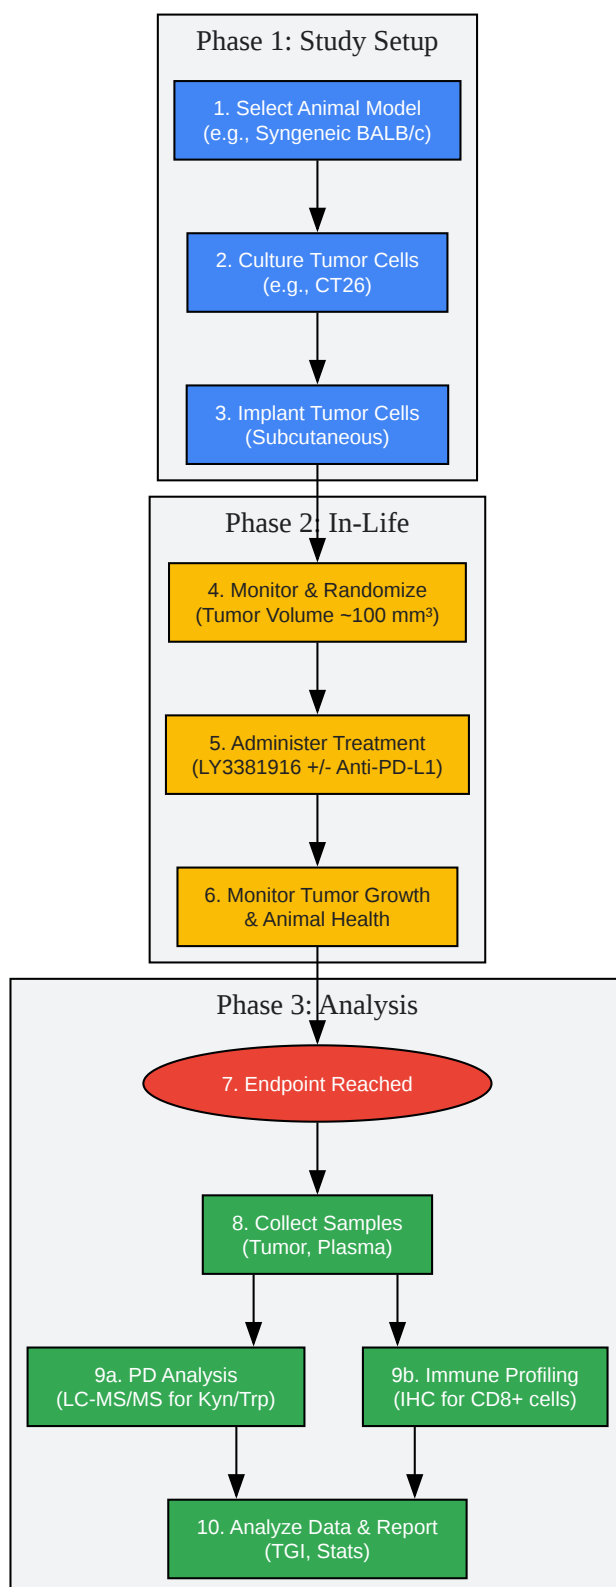 Phase 1: Study Setup
1. Select Animal Model
(e.g., Syngeneic BALB/c)
2. Culture Tumor Cells
(e.g., CT26)
3. Implant Tumor Cells
(Subcutaneous)
Phase 2: In-Life
4. Monitor & Randomize
(Tumor Volume ~100 mm³)
5. Administer Treatment
(LY3381916 +/- Anti-PD-L1)
6. Monitor Tumor Growth
& Animal Health
Phase 3: Analysis
7. Endpoint Reached
8. Collect Samples
(Tumor, Plasma)
9a. PD Analysis
(LC-MS/MS for Kyn/Trp)
9b. Immune Profiling
(IHC for CD8+ cells)
10. Analyze Data & Report
(TGI, Stats)